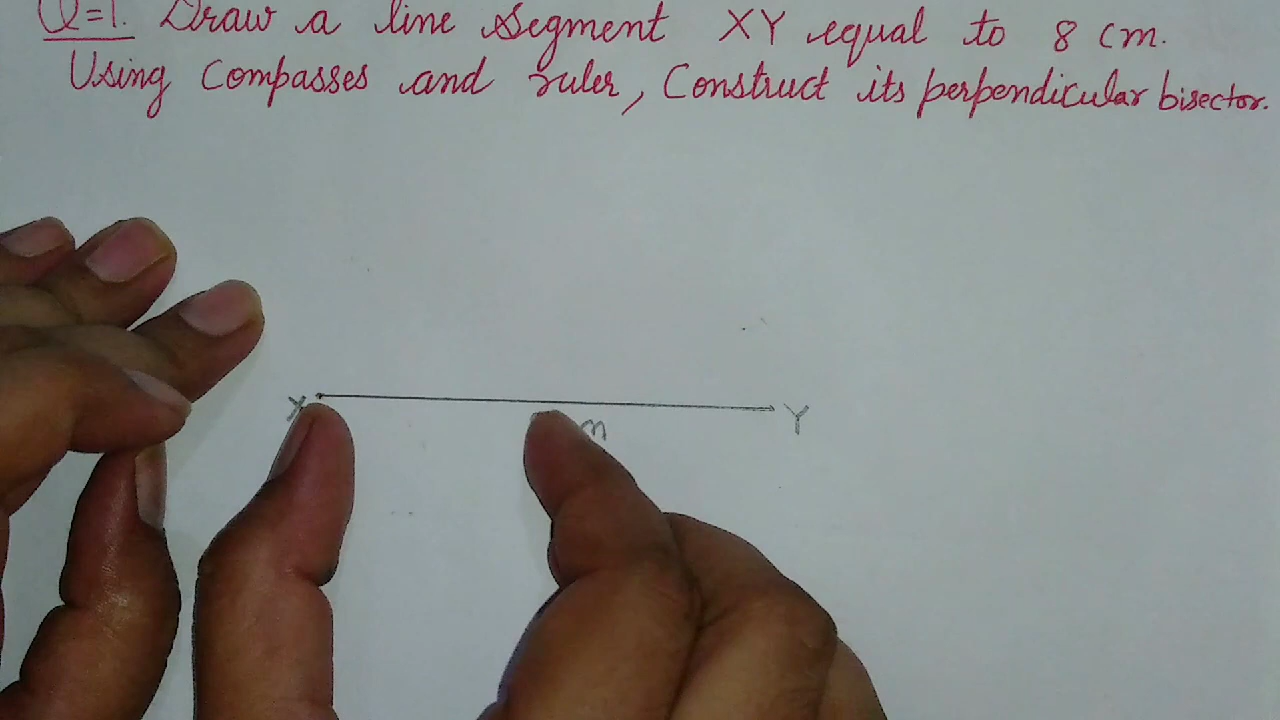 Q=1. Draw a line segment XY equal to 8 cm.
Using Compasses and ruler, Construct its perpendicular bisector.
X Y
m